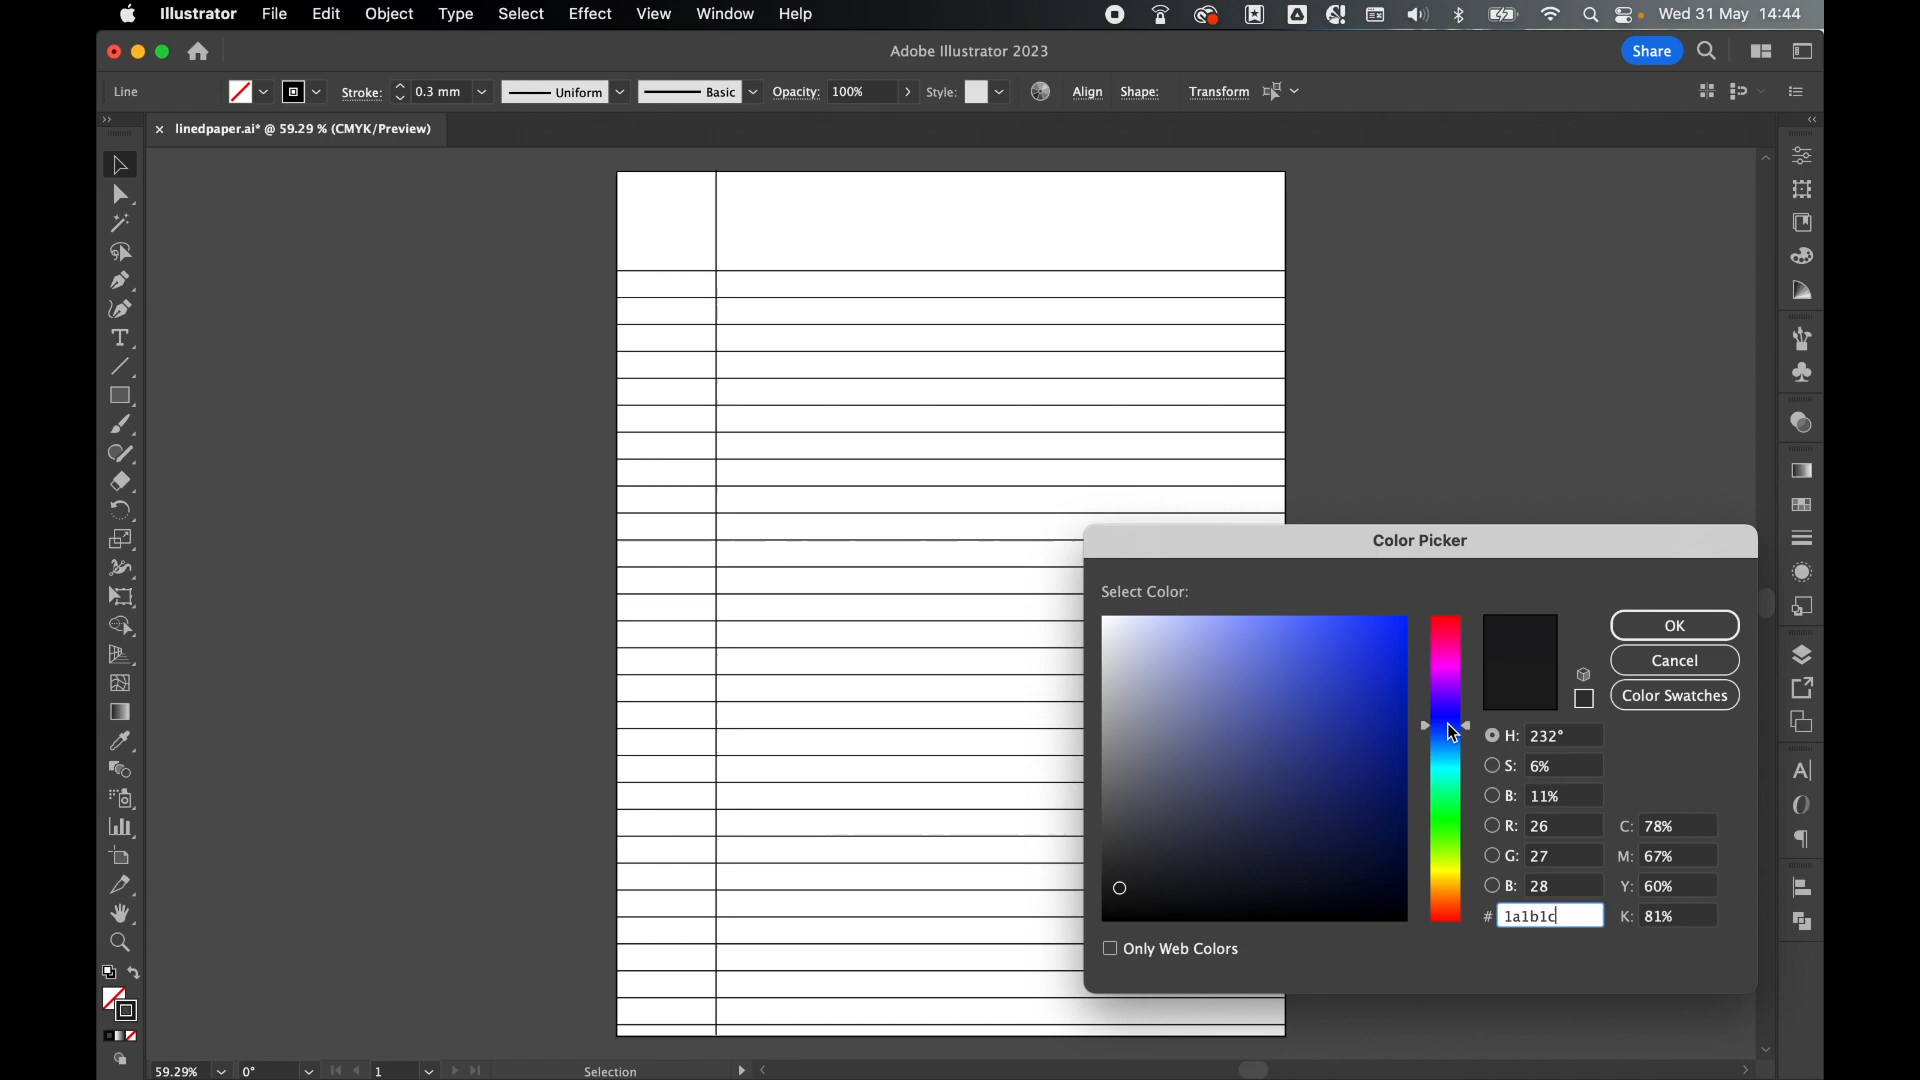 Illustrator File Edit Object Type Select Effect View Window Help Wed 31 May 14:44
Adobe Illustrator 2023 Share
Line Stroke: 0.3 mm Uniform Basic Opacity: 100% Style: Align Shape: Transform
× linedpaper.ai* @ 59.29 % (CMYK/Preview)
Color Picker
Select Color:
OK
Cancel
Color Swatches
H: 232°
S: 6%
B: 11%
R: 26 C: 78%
G: 27 M: 67%
B: 28 Y: 60%
# 1a1b1c K: 81%
Only Web Colors
59.29% 0° 1 Selection